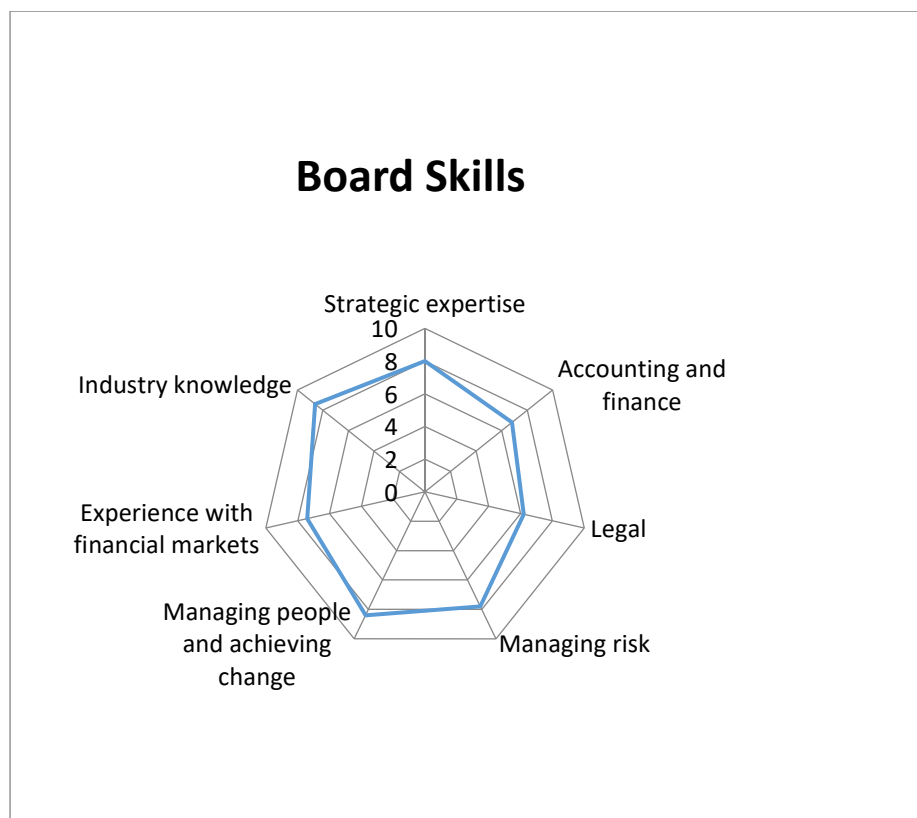 Board Skills
Strategic expertise
10
8
6
4
2
0
Accounting and
finance
Legal
Managing risk
Managing people
and achieving
change
Experience with
financial markets
Industry knowledge